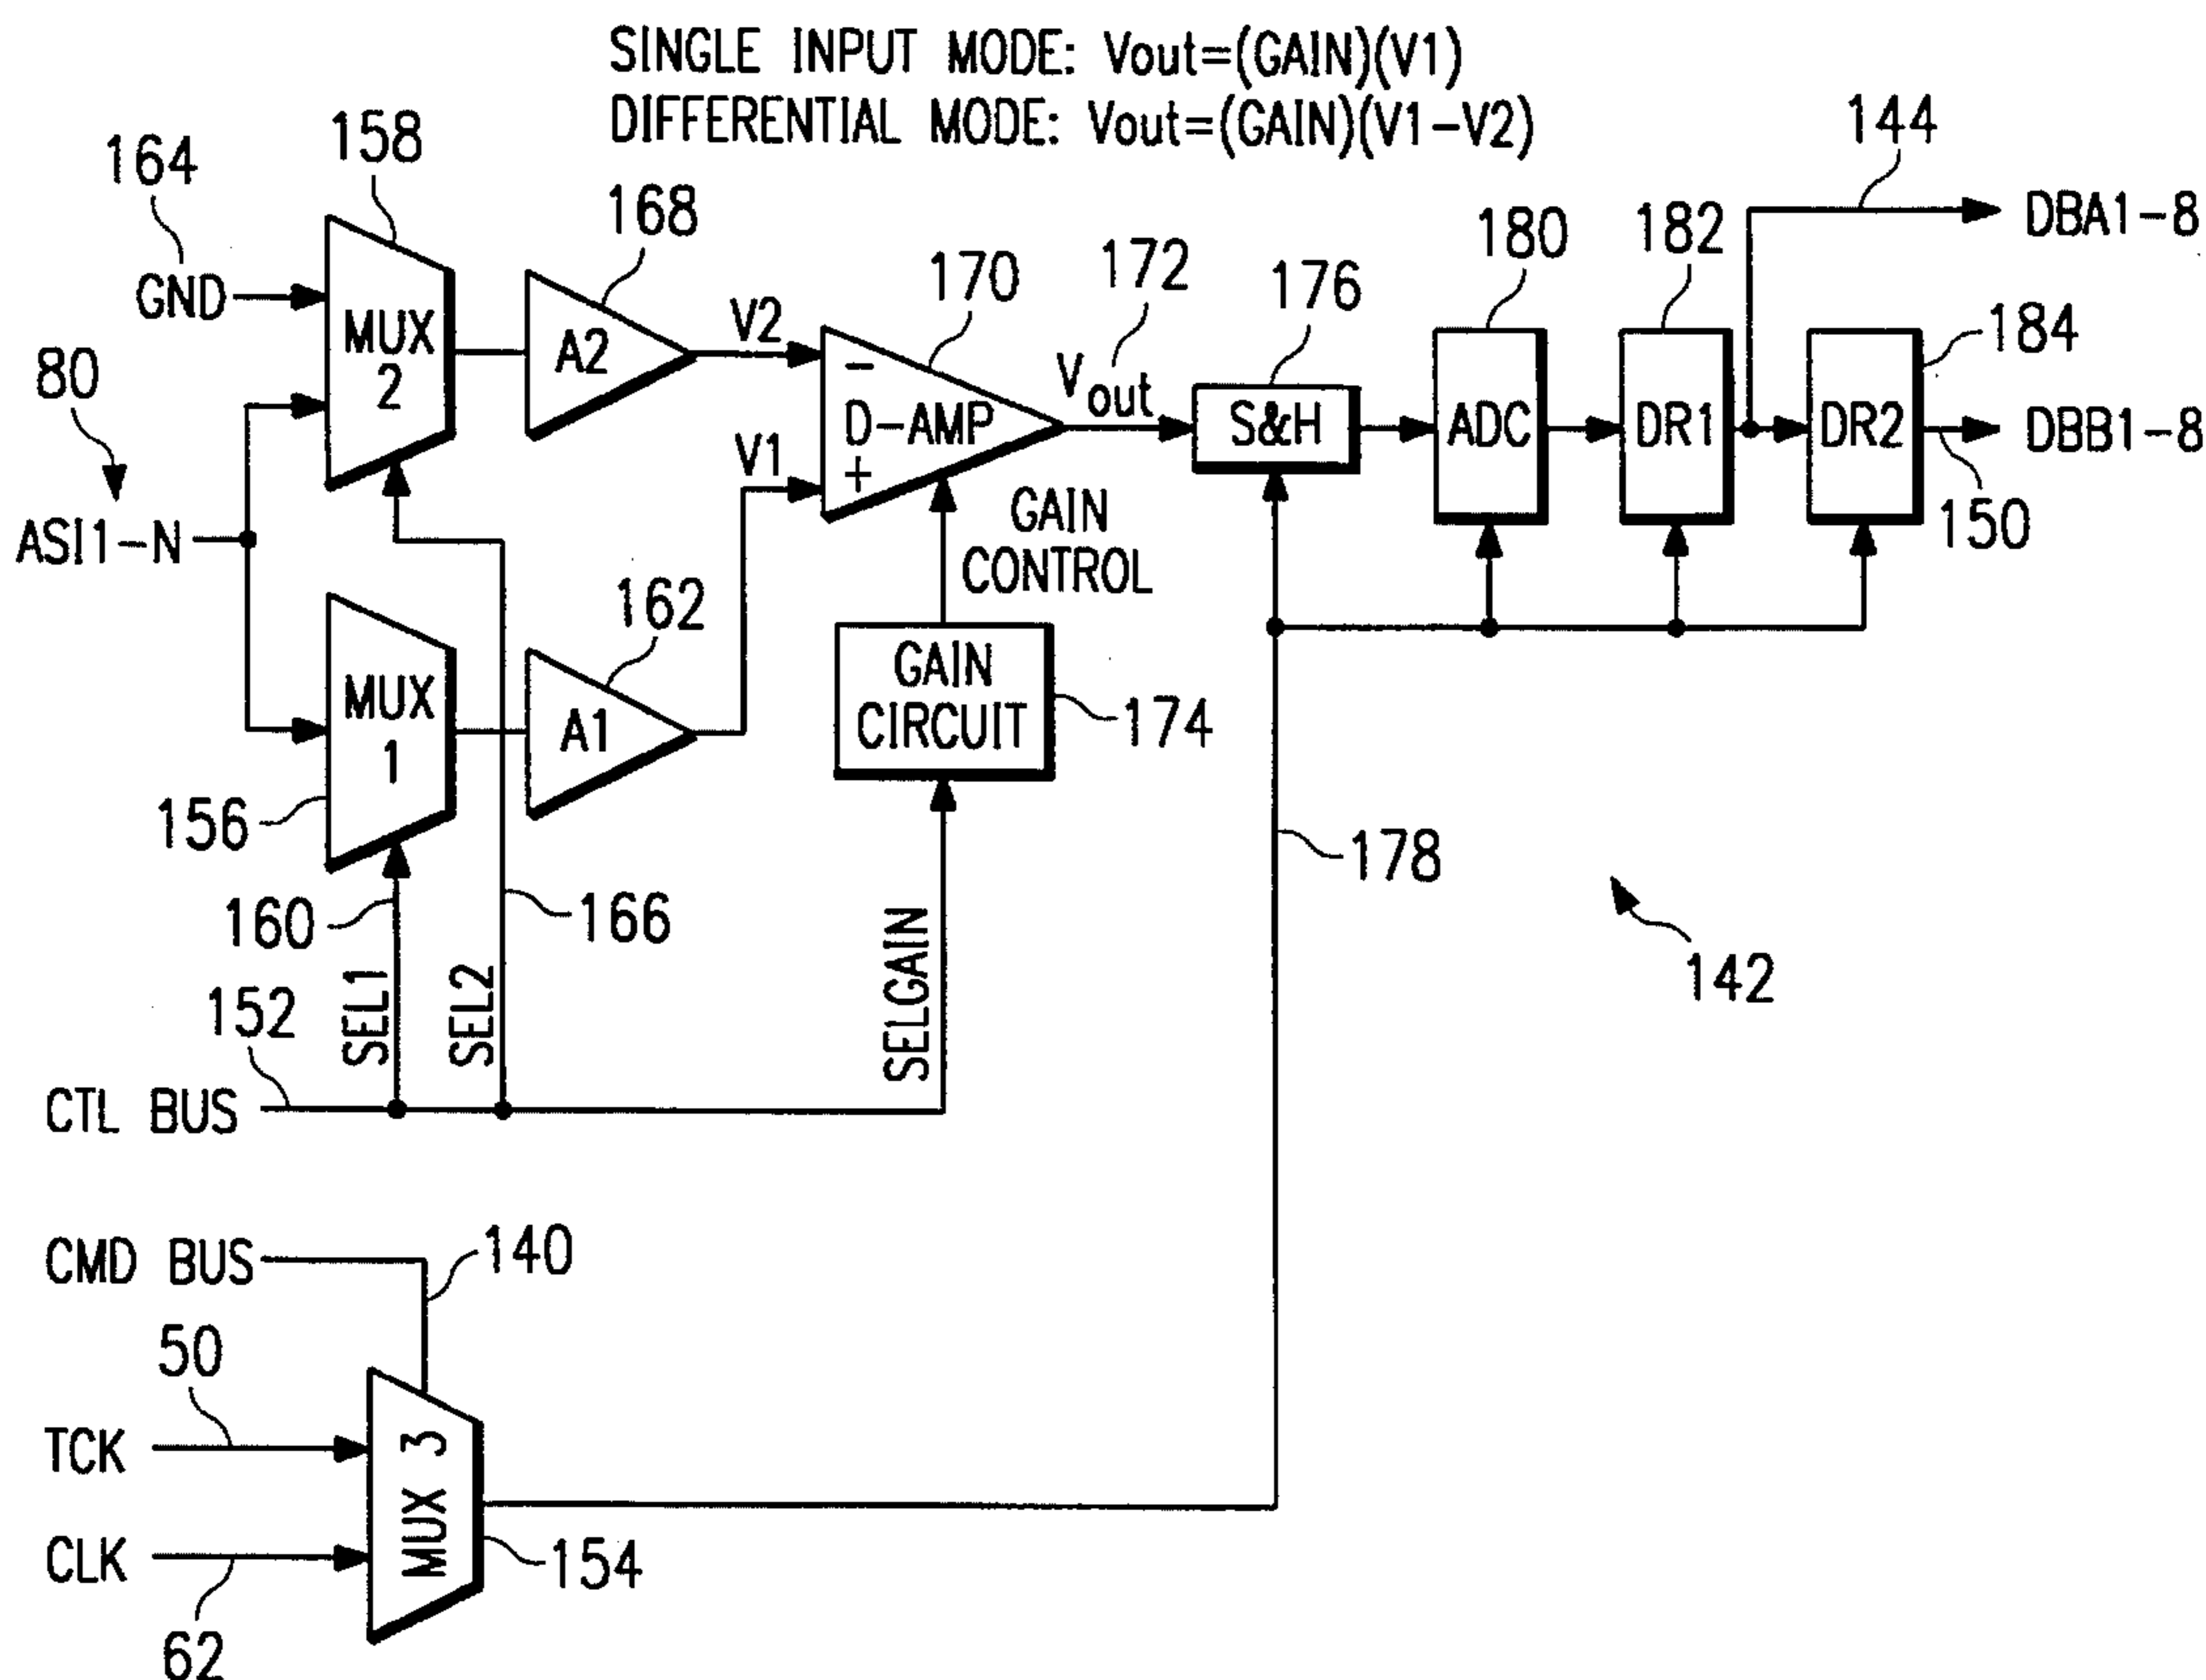 SINGLE INPUT MODE: Vout=(GAIN)(V1)
DIFFERENTIAL MODE: Vout=(GAIN)(V1-V2)
144
158
164
168
DBA1-8
180
182
170
172
176
GND
MUX
2
V2
184
80
A2
Vout
-
D-AMP
+
S&H
ADC
DR1
DR2
DBB1-8
V1
150
ASI1-N
GAIN
CONTROL
162
MUX
1
A1
GAIN
CIRCUIT
174
156
178
160
166
142
152
SEL1
SEL2
SELGAIN
CTL BUS
CMD BUS
140
50
TCK
MUX 3
CLK
154
62